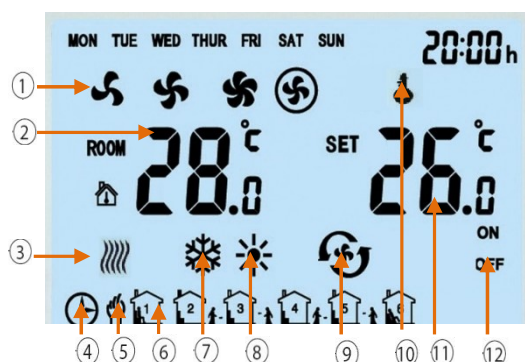 MON TUE WED THUR FRI SAT SUN 20:00h
①
② ROOM 28.0°C SET 26.0°C
③
ON
OFF
1 2 3 4 5 6
④ ⑤ ⑥ ⑦ ⑧ ⑨ ⑩ ⑪ ⑫